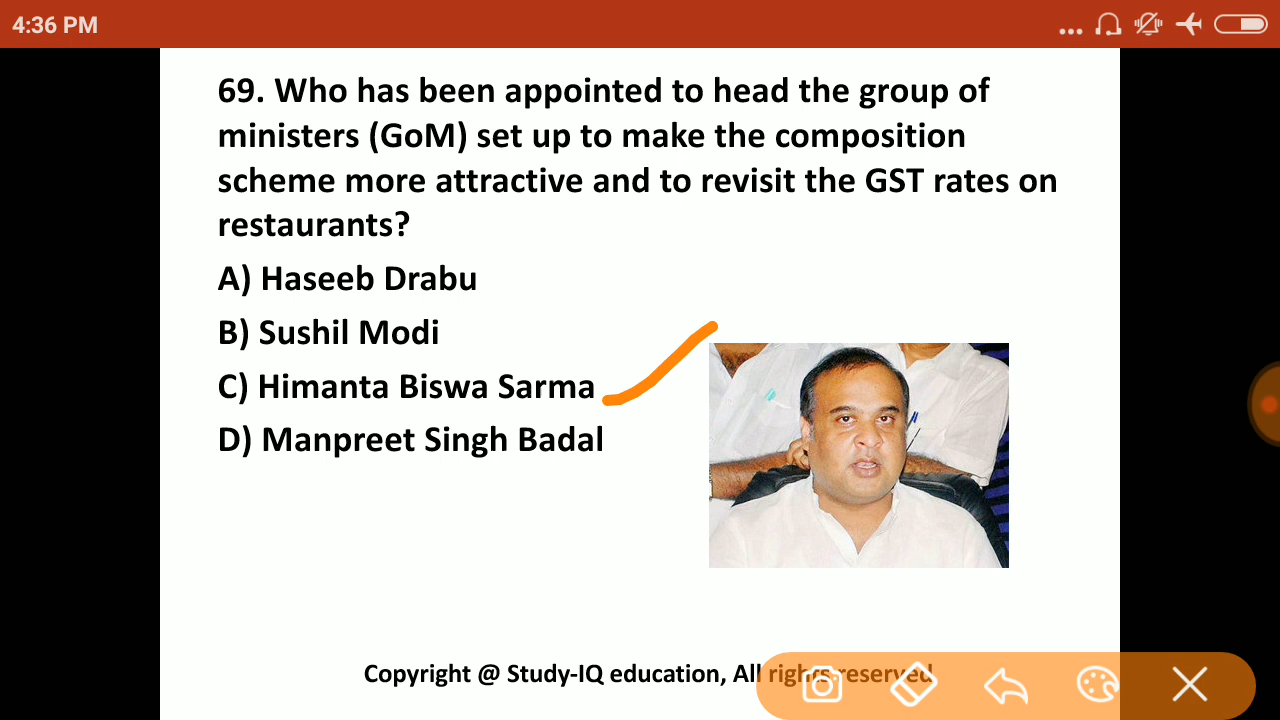 4:36 PM
69. Who has been appointed to head the group of
ministers (GoM) set up to make the composition
scheme more attractive and to revisit the GST rates on
restaurants?
A) Haseeb Drabu
B) Sushil Modi
C) Himanta Biswa Sarma
D) Manpreet Singh Badal
Copyright @ Study-IQ education, All rights reserved